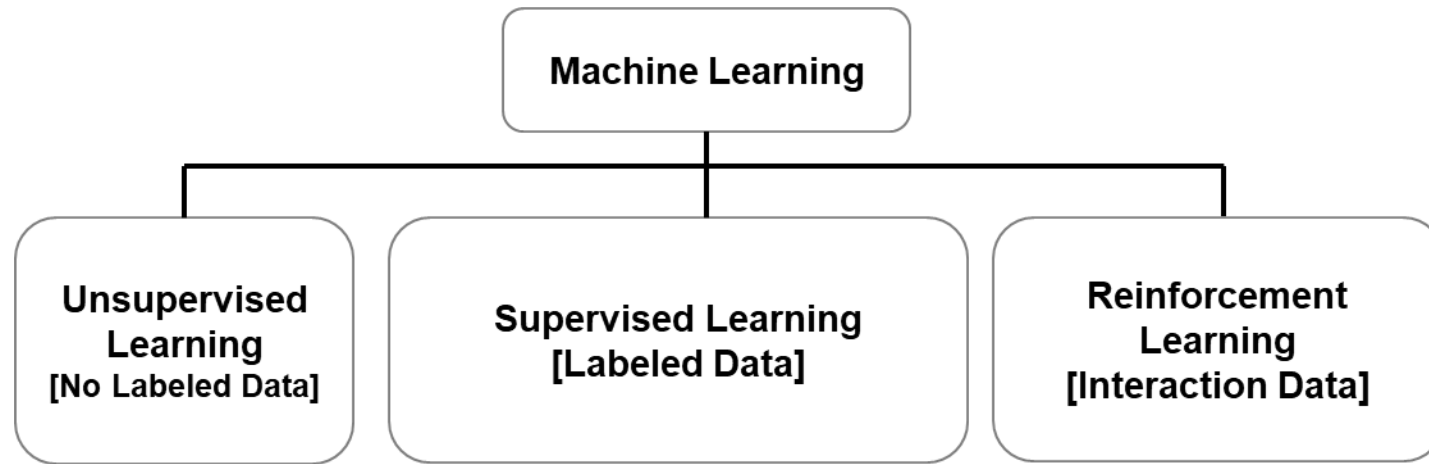 Machine Learning
Unsupervised
Learning
[No Labeled Data]
Supervised Learning
[Labeled Data]
Reinforcement
Learning
[Interaction Data]